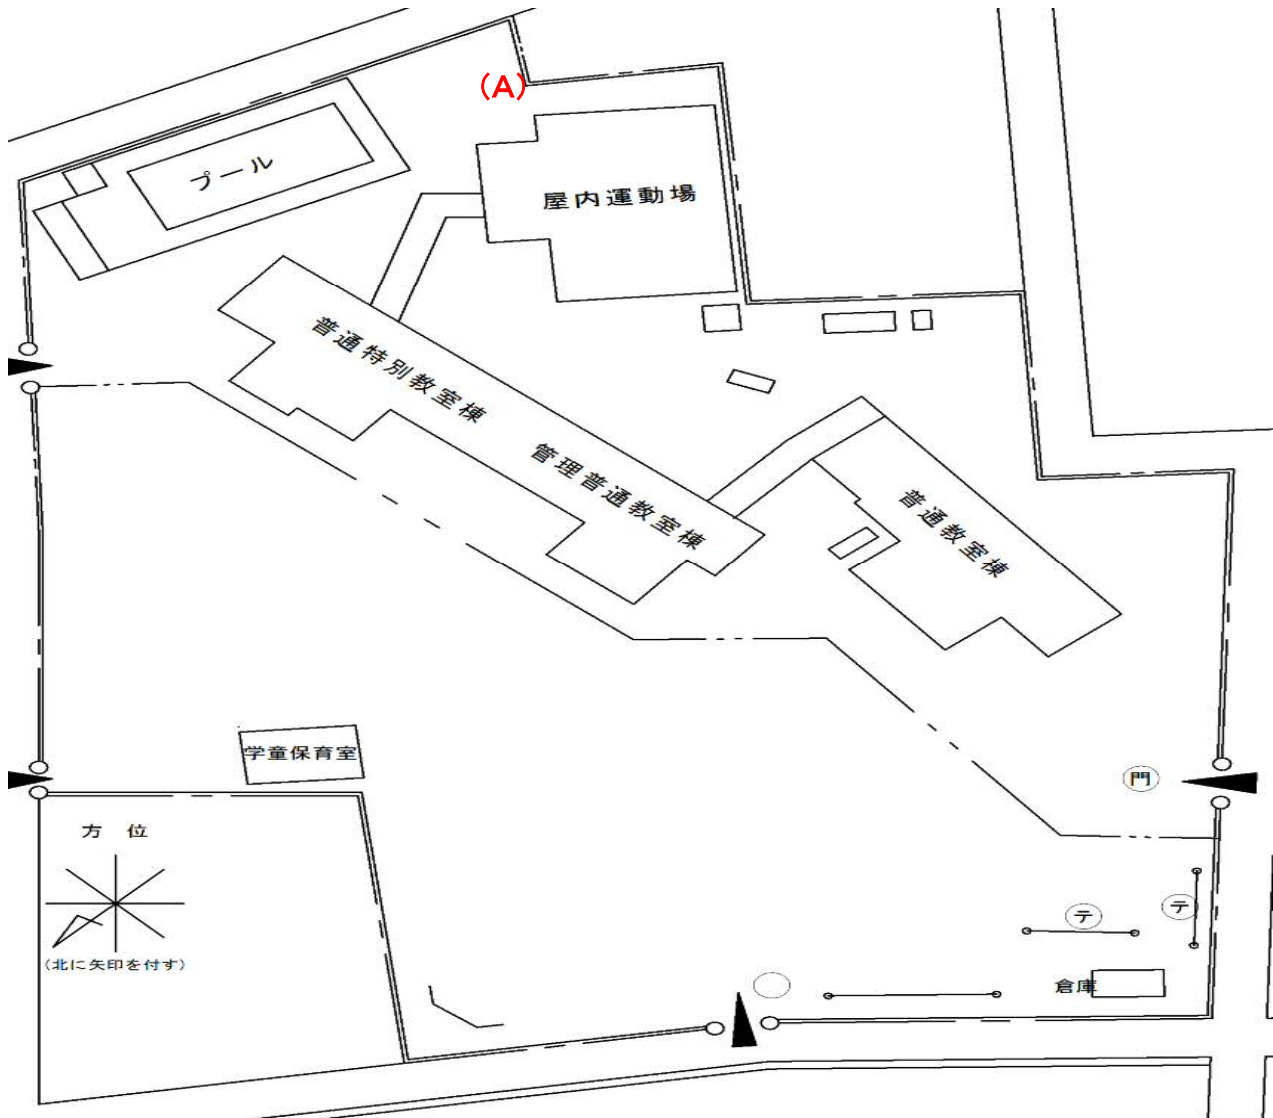 (A)
プール
屋内運動場
普通特別教室棟
管理普通教室棟
普通教室棟
学童保育室
門
方 位
テ
テ
(北に矢印を付す)
倉庫